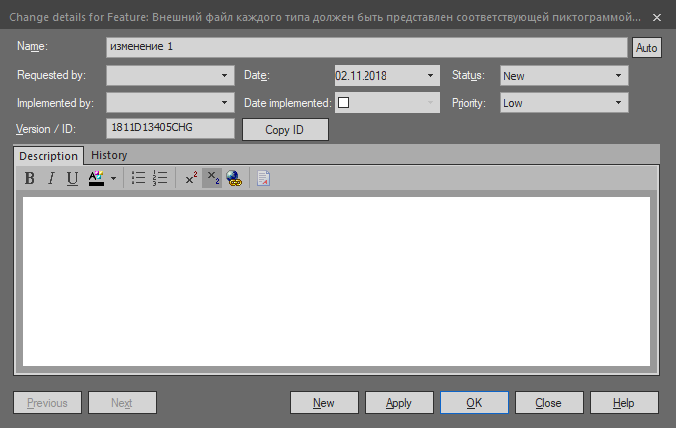 Change details for Feature: Внешний файл каждого типа должен быть представлен соответствующей пиктограммой...
Name: изменение 1 Auto
Requested by: Date: 02.11.2018 Status: New
Implemented by: Date implemented: Priority: Low
Version / ID: 1811D13405CHG Copy ID
Description History
B I U A x² x₂
Previous Next New Apply OK Close Help